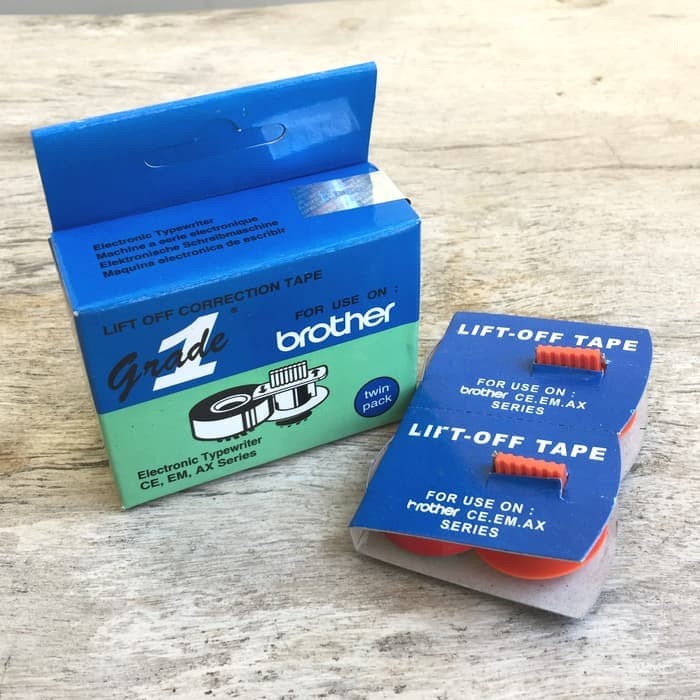 Electronic Typewriter
Machine a eerie electronique
Elektronische Schreibmaschine
Maquina electronica de escribir
LIFT OFF CORRECTION TAPE
1
Grade
FOR USE ON :
brother
twin
pack
Electronic Typewriter
CE, EM, AX Series
LIFT-OFF TAPE
FOR USE ON :
brother CE.EM.AX
SERIES
LIFT-OFF TAPE
FOR USE ON :
brother CE.EM.AX
SERIES